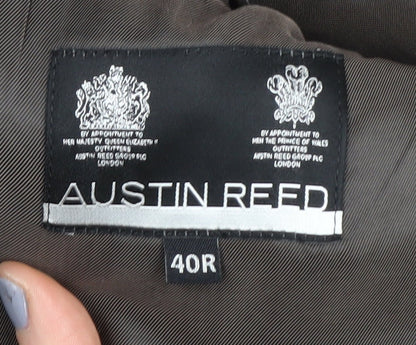 BY APPOINTMENT TO
HER MAJESTY QUEEN ELIZABETH II
OUTFITTERS
AUSTIN REED GROUP PLC
LONDON
BY APPOINTMENT TO
HRH THE PRINCE OF WALES
OUTFITTERS
AUSTIN REED GROUP PLC
LONDON
AUSTIN REED
40R